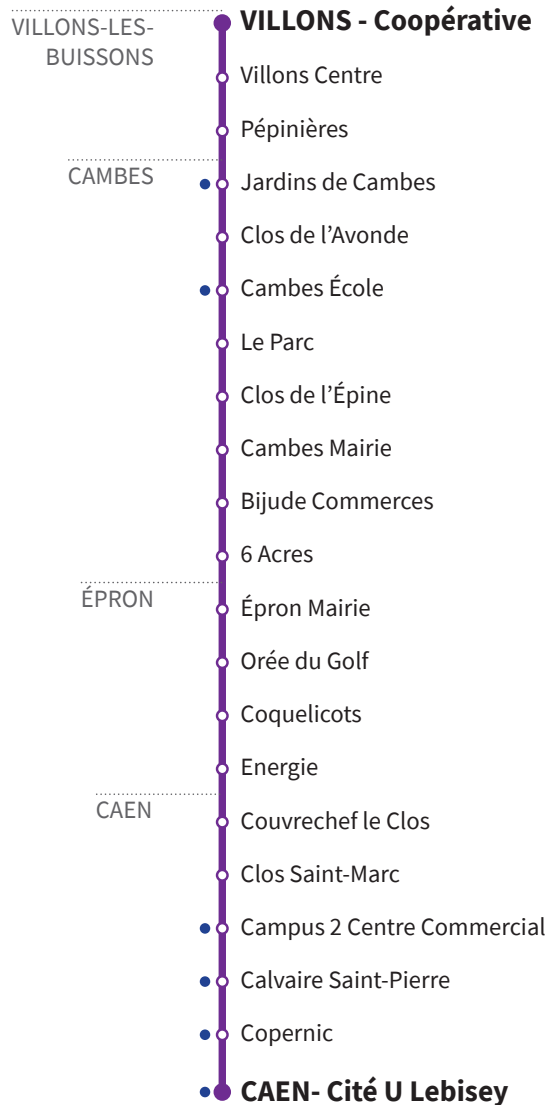 VILLONS-LES-
BUISSONS
VILLONS - Coopérative
Villons Centre
Pépinières
CAMBES
Jardins de Cambes
Clos de l’Avonde
Cambes École
Le Parc
Clos de l’Épine
Cambes Mairie
Bijude Commerces
6 Acres
ÉPRON
Épron Mairie
Orée du Golf
Coquelicots
Energie
CAEN
Couvrechef le Clos
Clos Saint-Marc
Campus 2 Centre Commercial
Calvaire Saint-Pierre
Copernic
CAEN- Cité U Lebisey